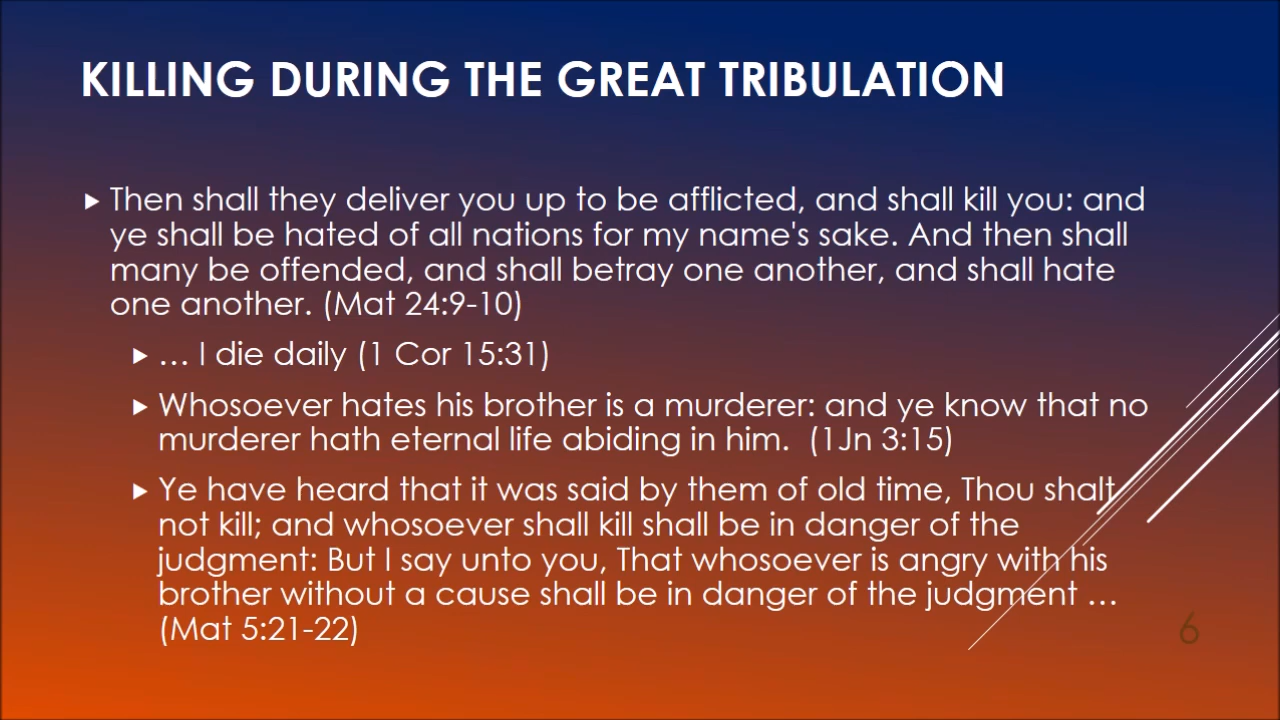 KILLING DURING THE GREAT TRIBULATION
Then shall they deliver you up to be afflicted, and shall kill you: and
ye shall be hated of all nations for my name's sake. And then shall
many be offended, and shall betray one another, and shall hate
one another. (Mat 24:9-10)
… I die daily (1 Cor 15:31)
Whosoever hates his brother is a murderer: and ye know that no
murderer hath eternal life abiding in him. (1Jn 3:15)
Ye have heard that it was said by them of old time, Thou shalt
not kill; and whosoever shall kill shall be in danger of the
judgment: But I say unto you, That whosoever is angry with his
brother without a cause shall be in danger of the judgment …
(Mat 5:21-22)
6